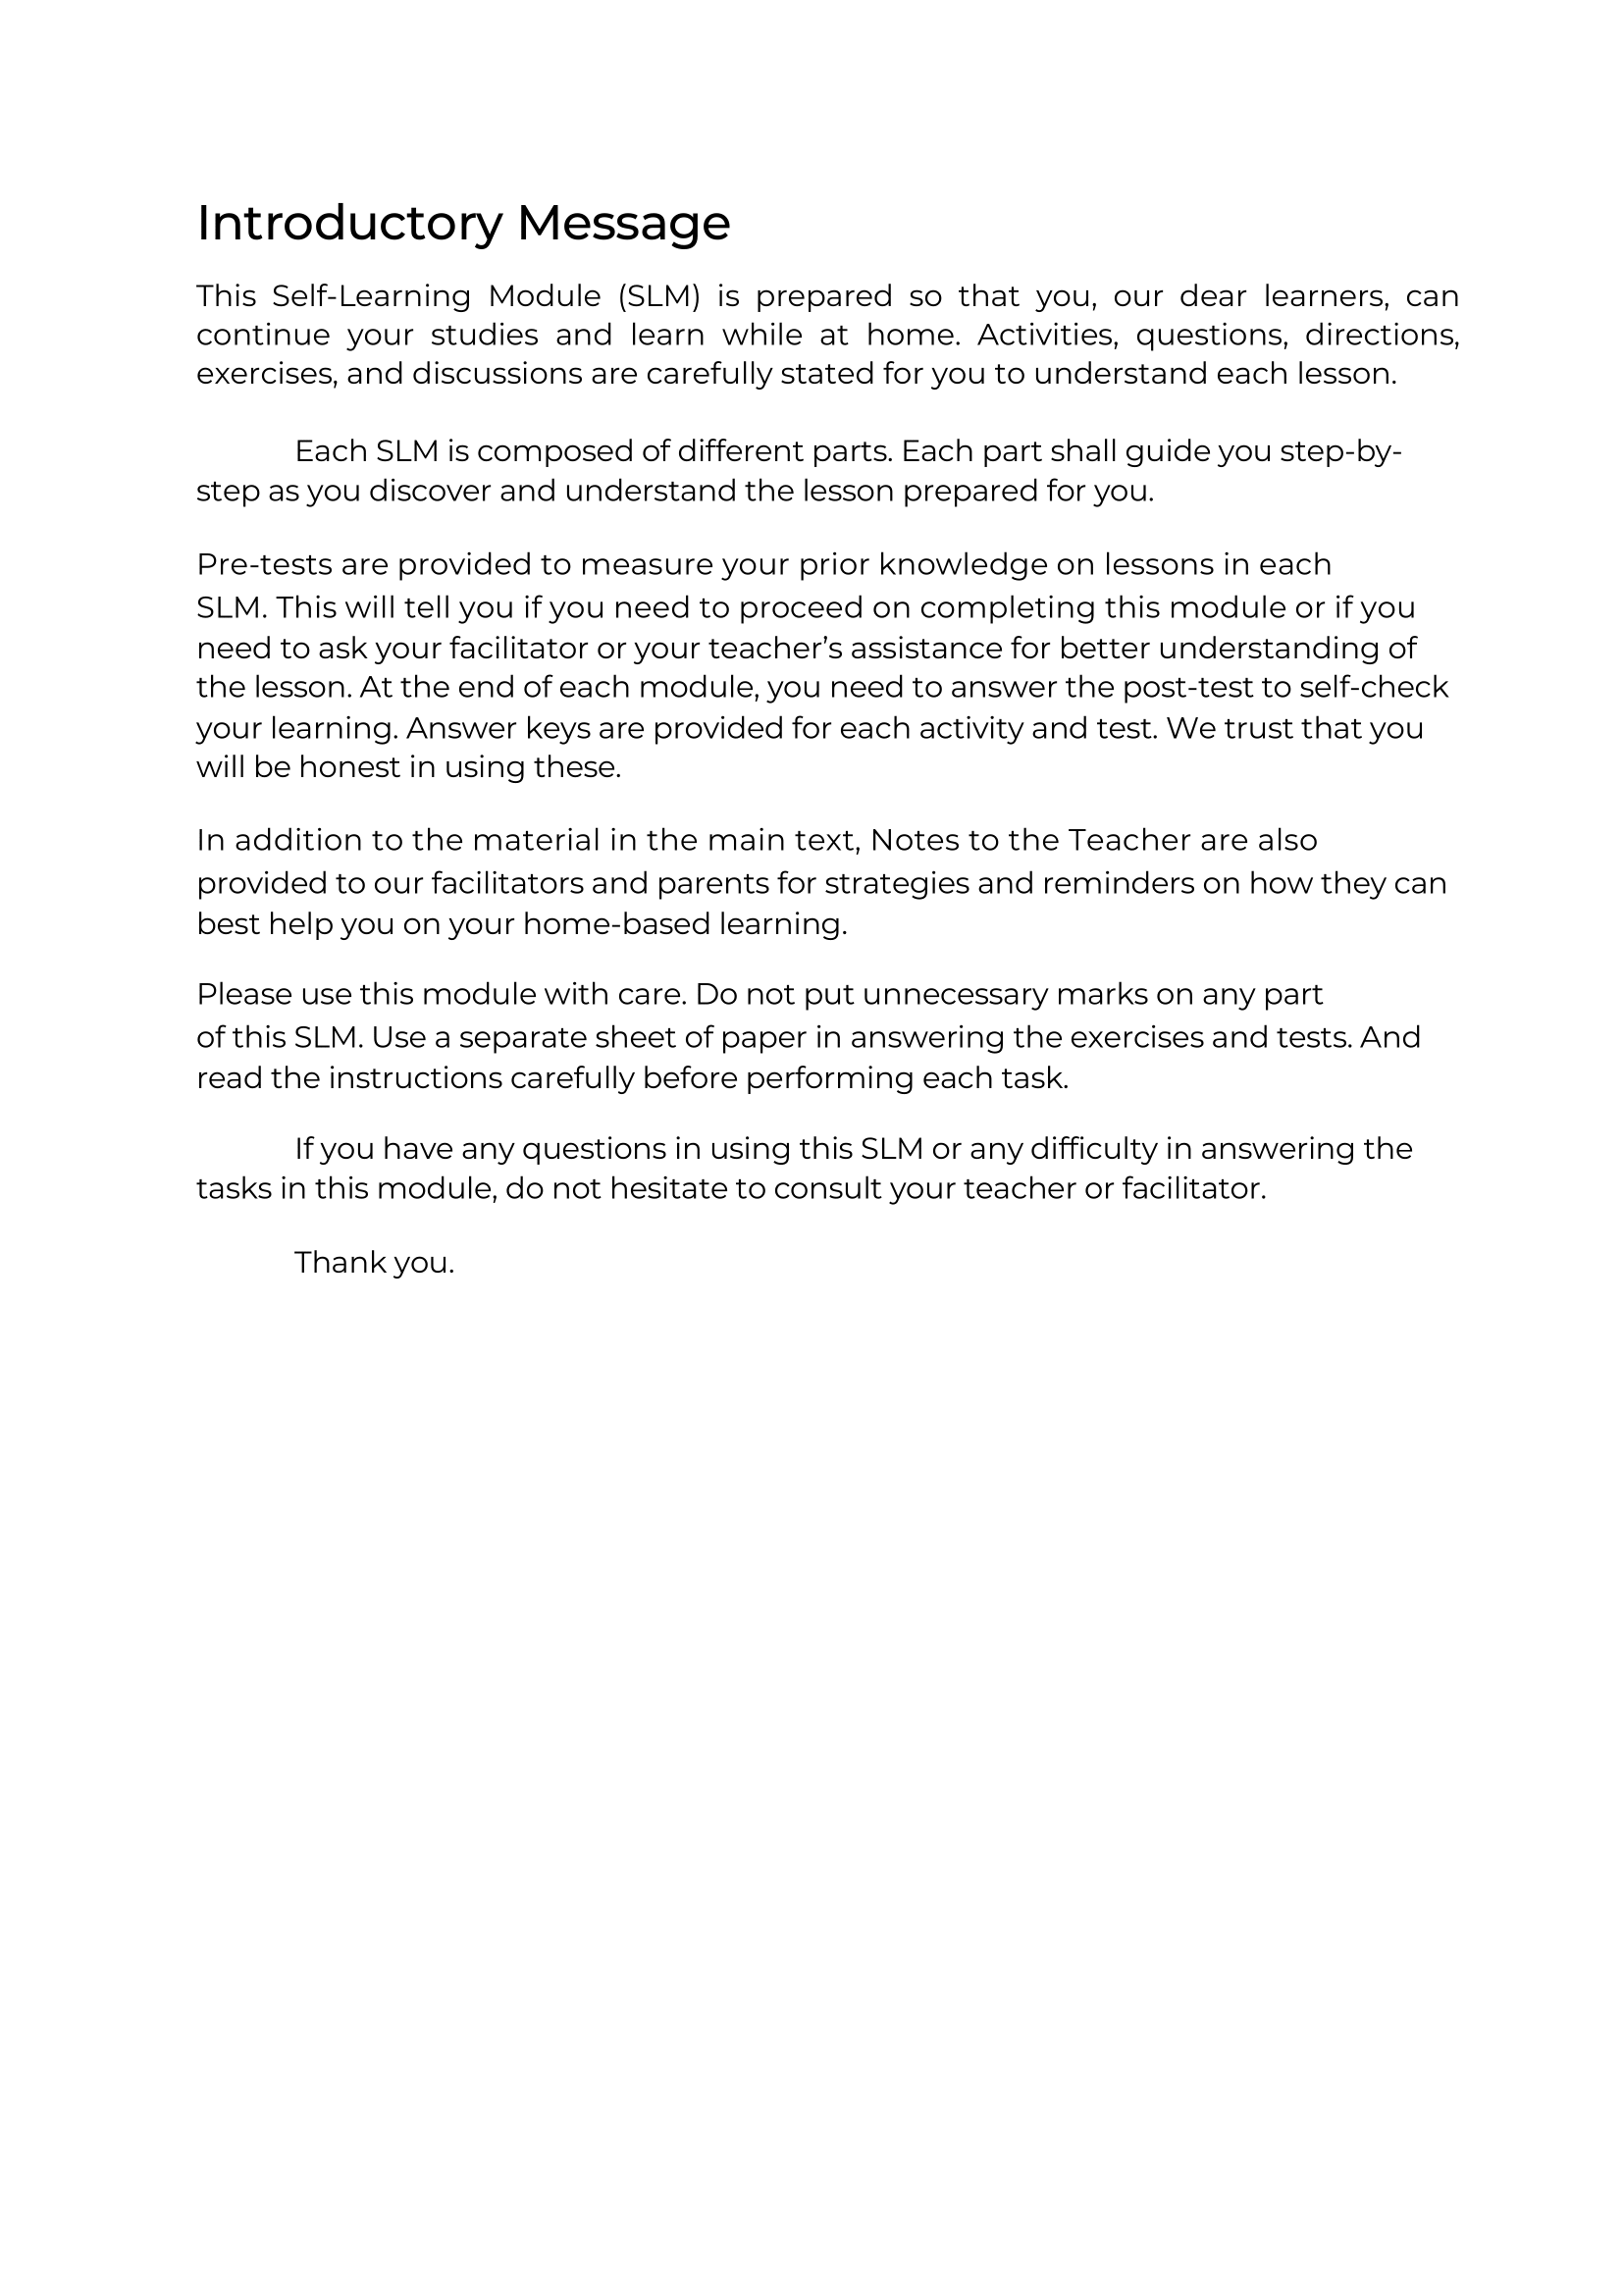 Introductory Message
This Self-Learning Module (SLM) is prepared so that you, our dear learners, can
continue your studies and learn while at home. Activities, questions, directions,
exercises, and discussions are carefully stated for you to understand each lesson.
Each SLM is composed of different parts. Each part shall guide you step-by-
step as you discover and understand the lesson prepared for you.
Pre-tests are provided to measure your prior knowledge on lessons in each
SLM. This will tell you if you need to proceed on completing this module or if you
need to ask your facilitator or your teacher’s assistance for better understanding of
the lesson. At the end of each module, you need to answer the post-test to self-check
your learning. Answer keys are provided for each activity and test. We trust that you
will be honest in using these.
In addition to the material in the main text, Notes to the Teacher are also
provided to our facilitators and parents for strategies and reminders on how they can
best help you on your home-based learning.
Please use this module with care. Do not put unnecessary marks on any part
of this SLM. Use a separate sheet of paper in answering the exercises and tests. And
read the instructions carefully before performing each task.
If you have any questions in using this SLM or any difficulty in answering the
tasks in this module, do not hesitate to consult your teacher or facilitator.
Thank you.